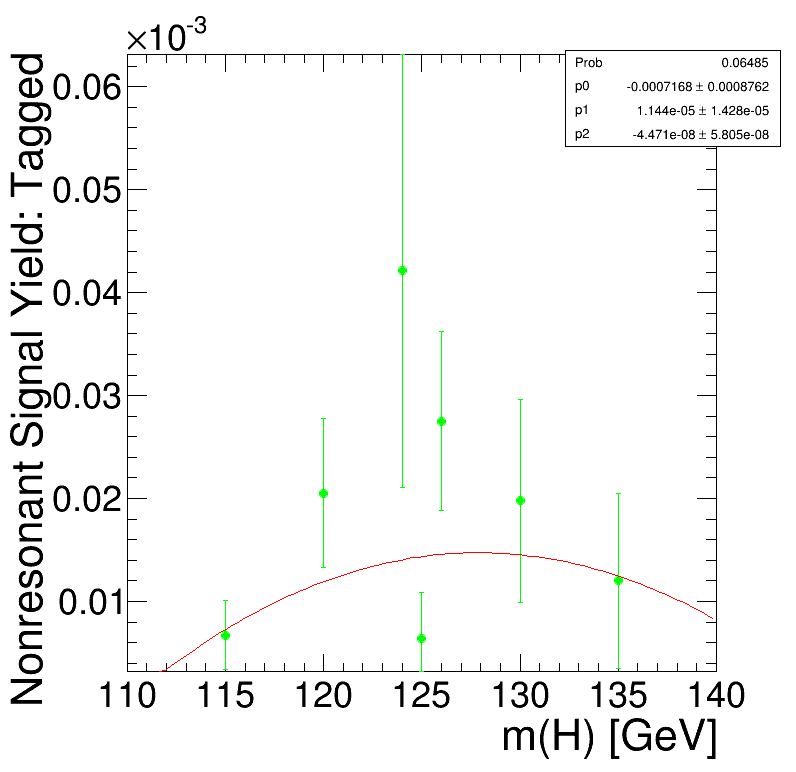 ×10⁻³
Prob 0.06485
p0 -0.0007168 ± 0.0008762
p1 1.144e-05 ± 1.428e-05
p2 -4.471e-08 ± 5.805e-08
Nonresonant Signal Yield: Tagged
0.06
0.05
0.04
0.03
0.02
0.01
110 115 120 125 130 135 140
m(H) [GeV]